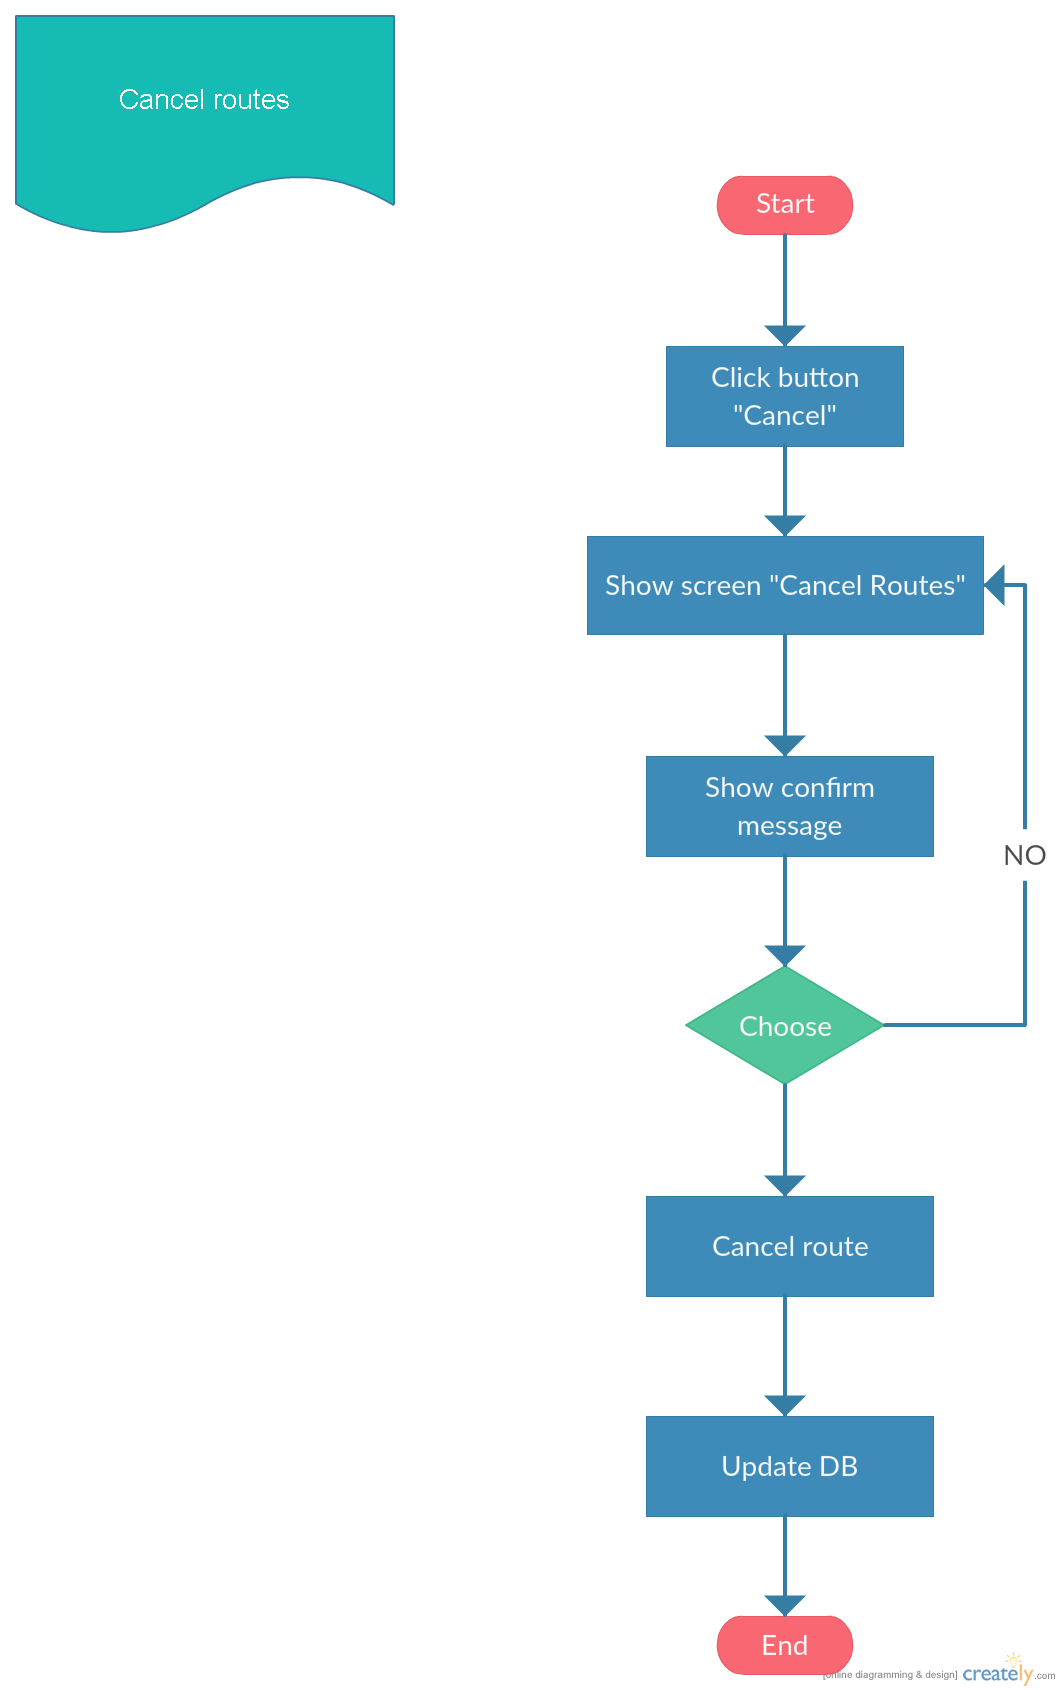 Cancel routes
Start
Click button
"Cancel"
Show screen "Cancel Routes"
Show confirm
message
NO
Choose
Cancel route
Update DB
End
[online diagramming & design] creately.com